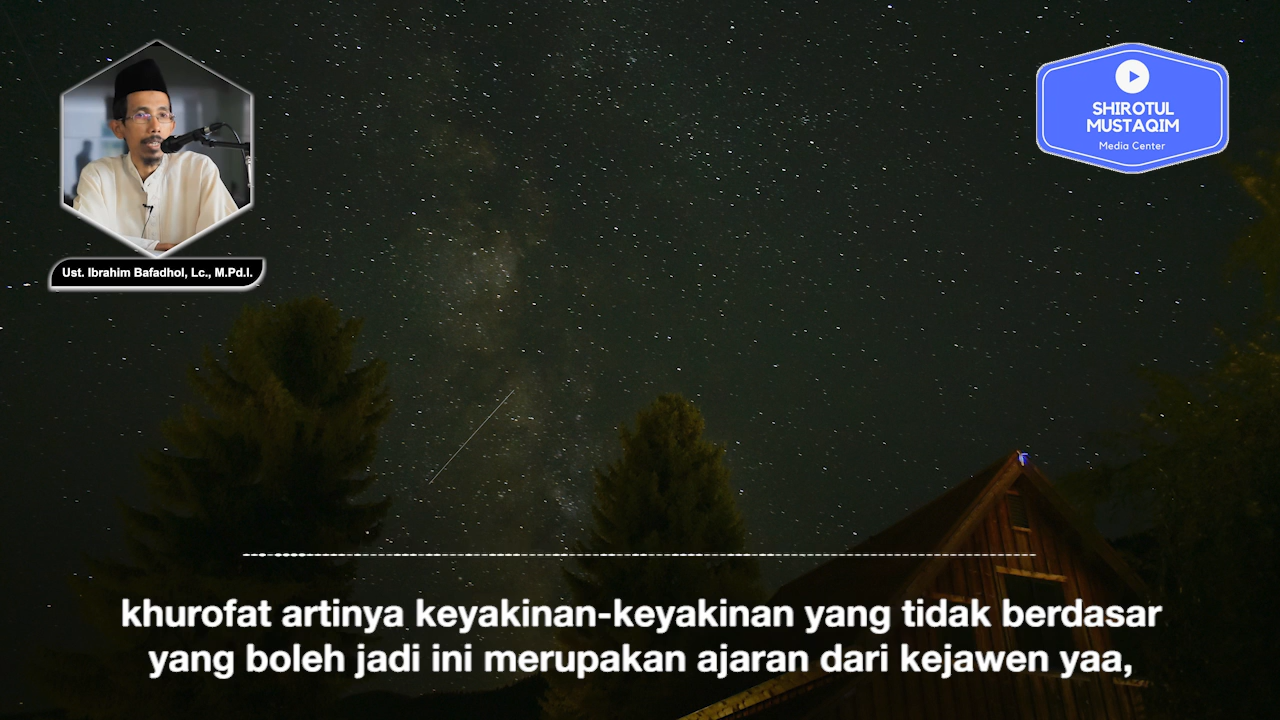 SHIROTUL
MUSTAQIM
Media Center
Ust. Ibrahim Bafadhol, Lc., M.Pd.I.
khurofat artinya keyakinan-keyakinan yang tidak berdasar
yang boleh jadi ini merupakan ajaran dari kejawen yaa,